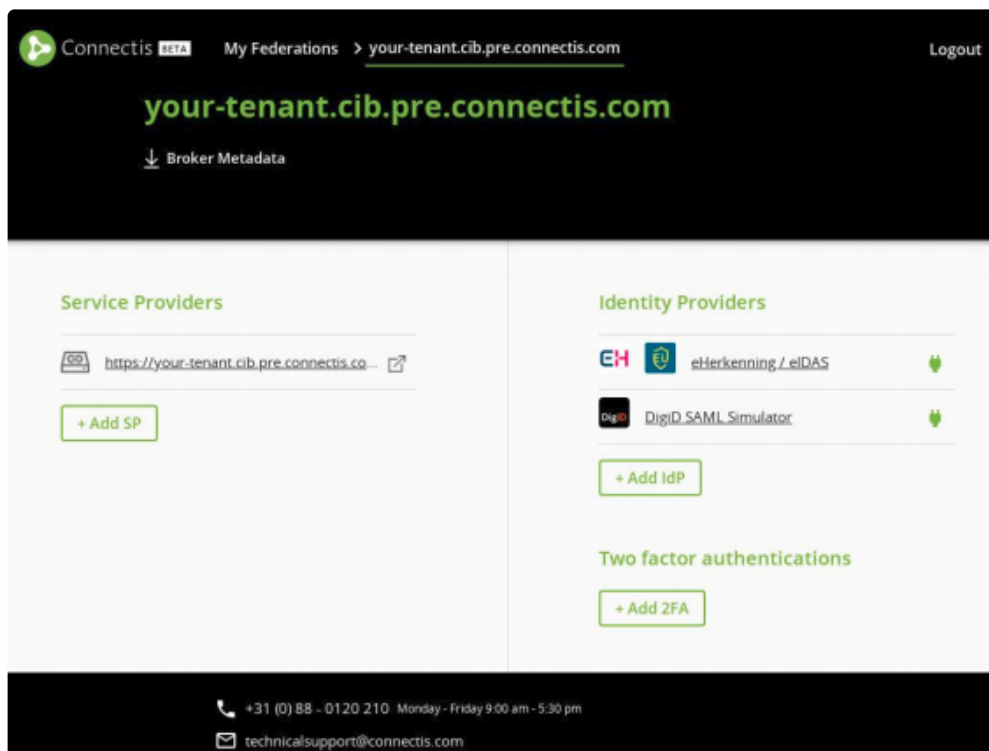 Connectis BETA My Federations > your-tenant.cib.pre.connectis.com Logout
your-tenant.cib.pre.connectis.com
Broker Metadata
Service Providers
https://your-tenant.cib.pre.connectis.co...
+ Add SP
Identity Providers
EH eHerkenning / eIDAS
DigiD DigiD SAML Simulator
+ Add IdP
Two factor authentications
+ Add 2FA
+31 (0) 88 - 0120 210 Monday - Friday 9:00 am - 5:30 pm
technicalsupport@connectis.com